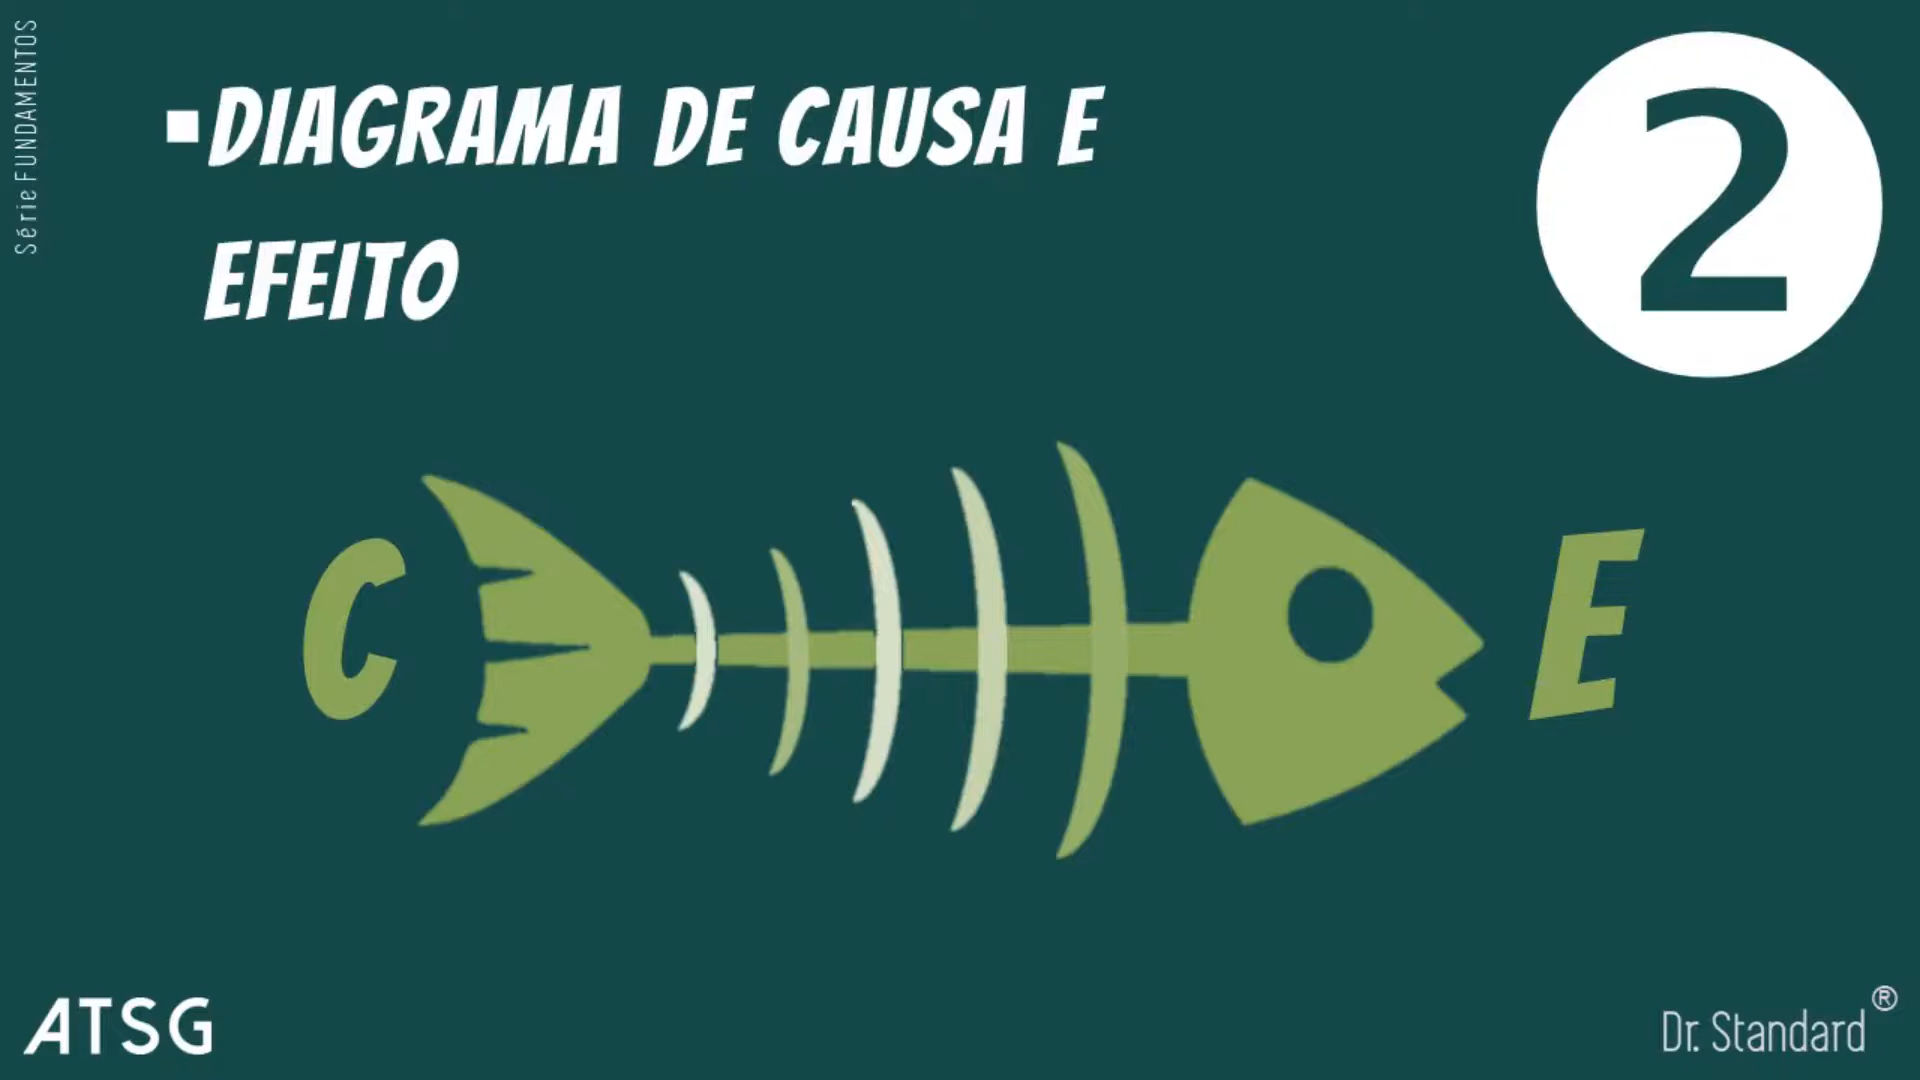 Série FUNDAMENTOS
▪DIAGRAMA DE CAUSA E
EFEITO
2
C
E
ATSG
Dr. Standard®